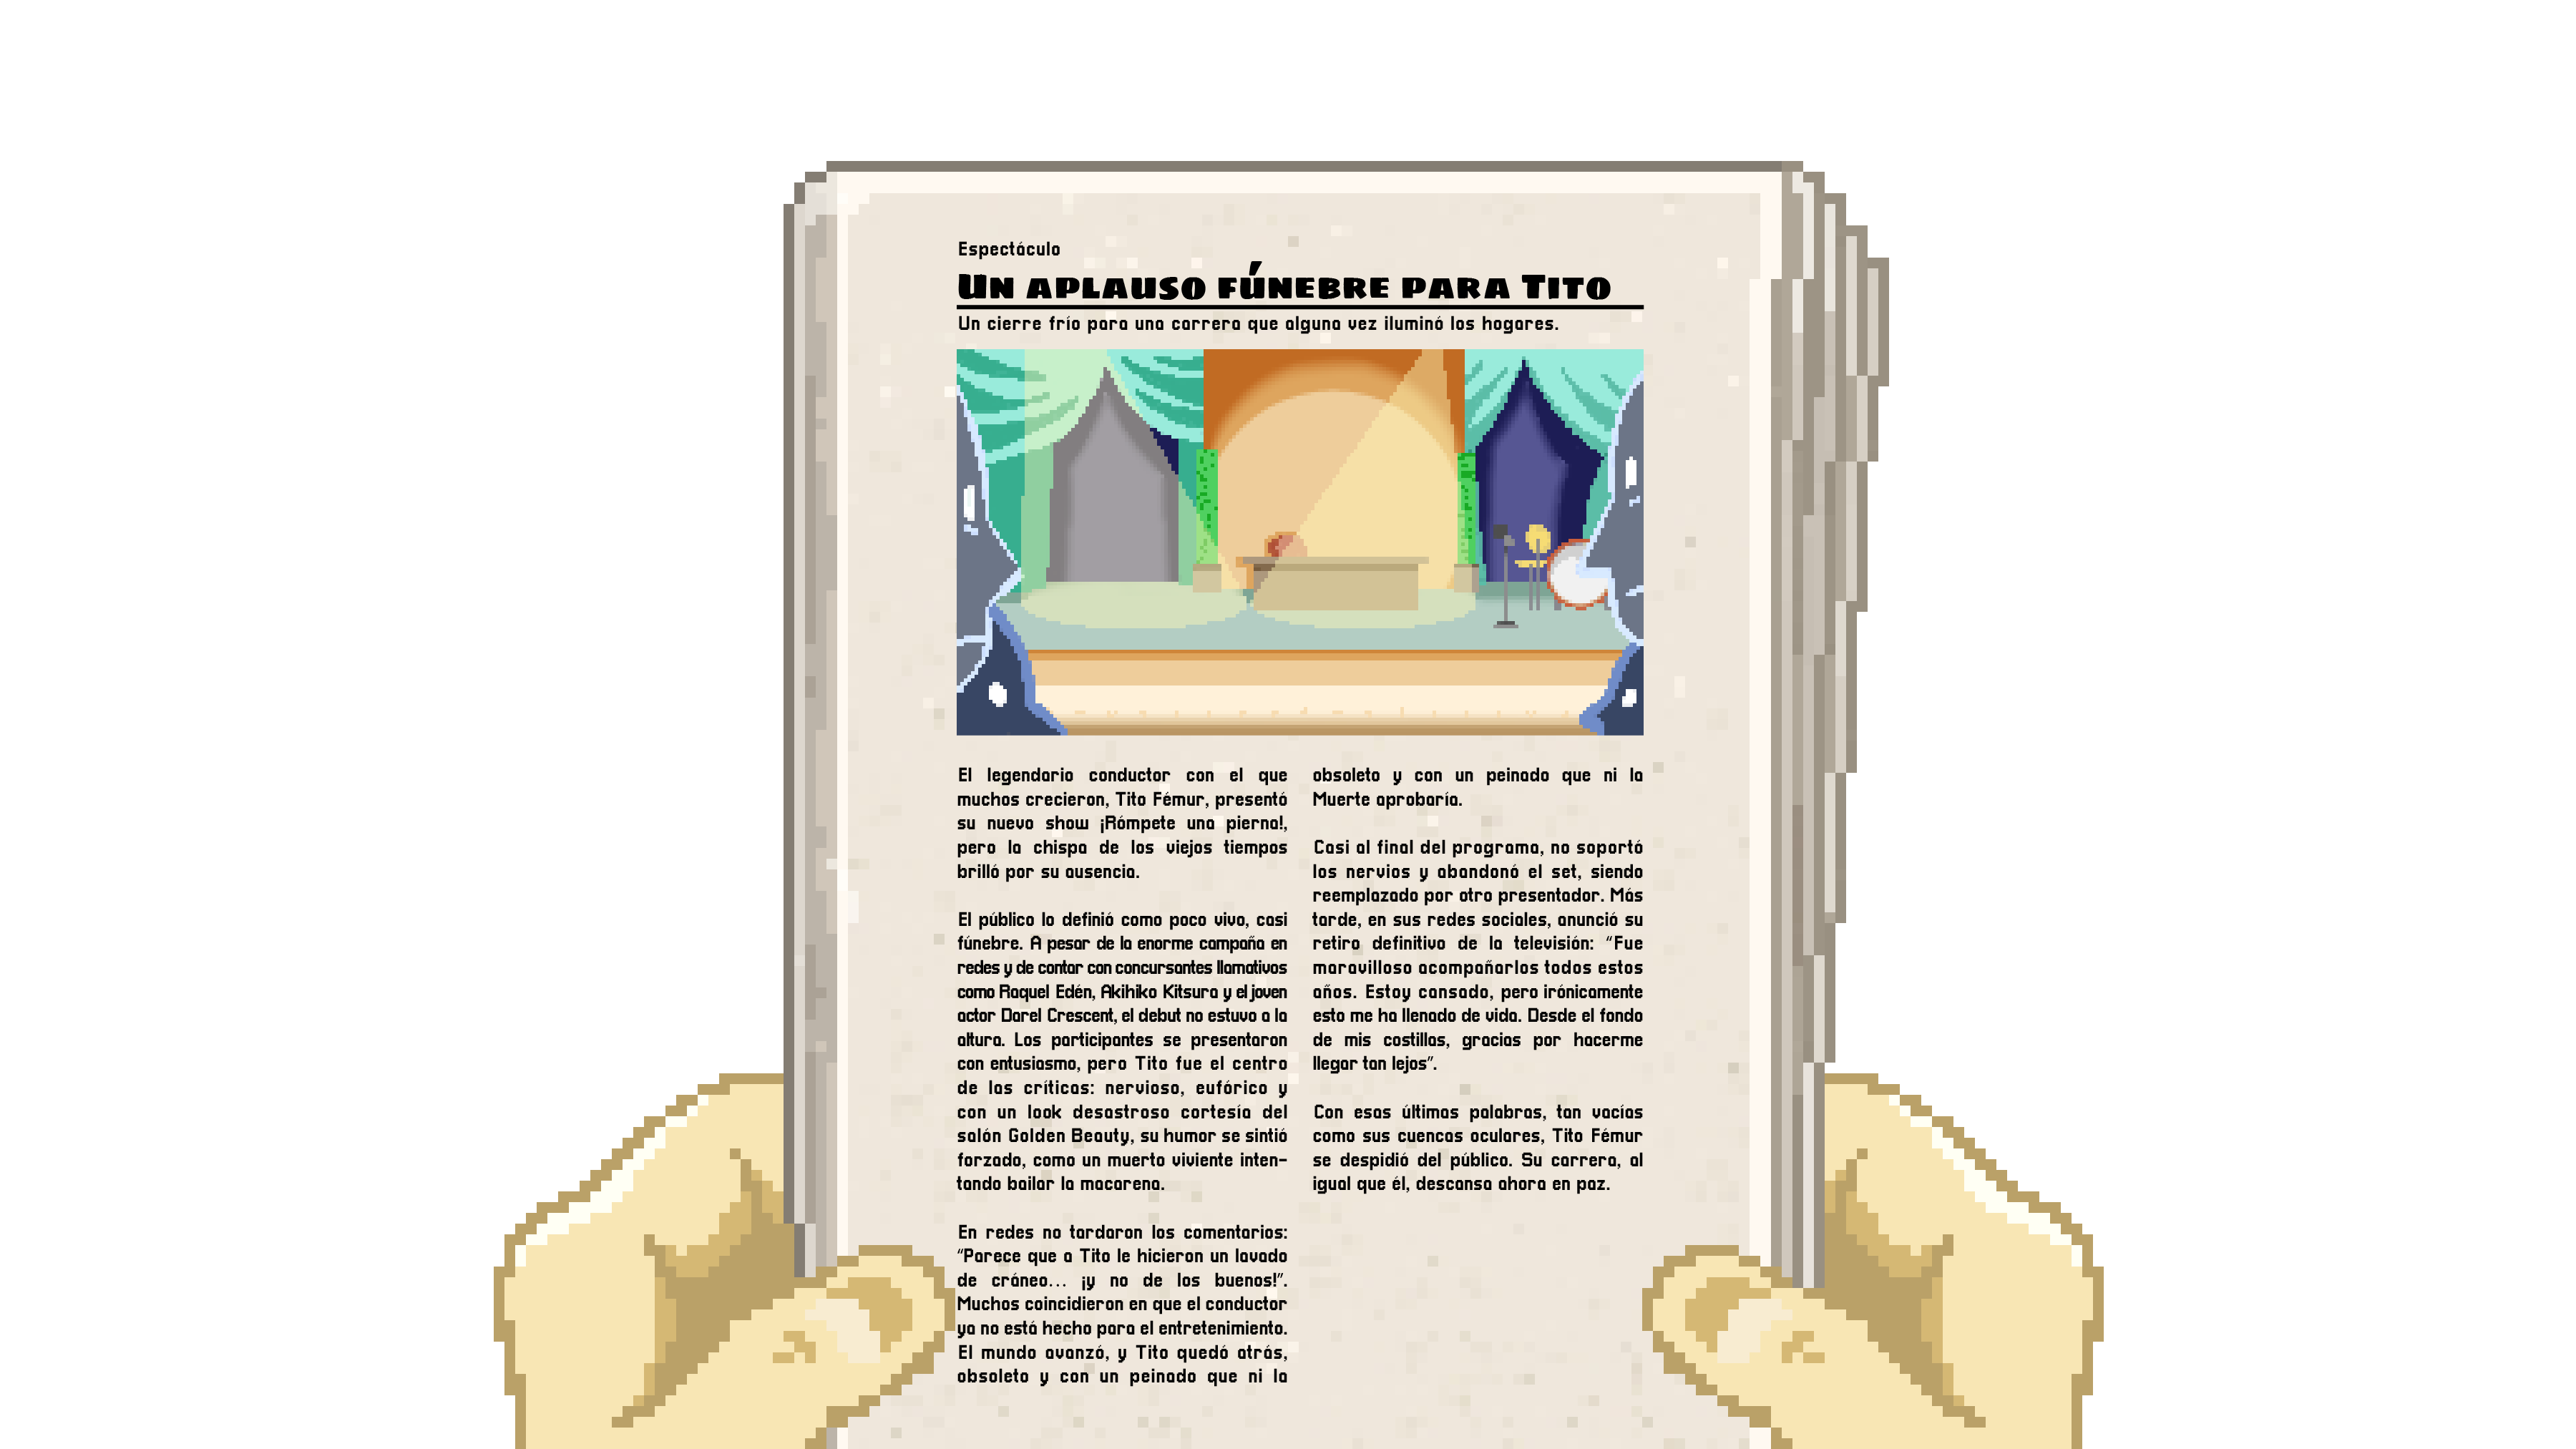 Espectáculo
Un aplauso fúnebre para Tito
Un cierre frío para una carrera que alguna vez iluminó los hogares.
El legendario conductor con el que
muchos crecieron, Tito Fémur, presentó
su nuevo show ¡Rómpete una pierna!,
pero la chispa de los viejos tiempos
brilló por su ausencia.
El público lo definió como poco vivo, casi
fúnebre. A pesar de la enorme campaña en
redes y de contar con concursantes llamativos
como Raquel Edén, Akihiko Kitsura y el joven
actor Darel Crescent, el debut no estuvo a la
altura. Los participantes se presentaron
con entusiasmo, pero Tito fue el centro
de las críticas: nervioso, eufórico y
con un look desastroso cortesía del
salón Golden Beauty, su humor se sintió
forzado, como un muerto viviente inten-
tando bailar la macarena.
En redes no tardaron los comentarios:
“Parece que a Tito le hicieron un lavado
de cráneo... ¡y no de los buenos!”.
Muchos coincidieron en que el conductor
ya no está hecho para el entretenimiento.
El mundo avanzó, y Tito quedó atrás,
obsoleto y con un peinado que ni la
obsoleto y con un peinado que ni la
Muerte aprobaría.
Casi al final del programa, no soportó
los nervios y abandonó el set, siendo
reemplazado por otro presentador. Más
tarde, en sus redes sociales, anunció su
retiro definitivo de la televisión: “Fue
maravilloso acompañarlos todos estos
años. Estoy cansado, pero irónicamente
esto me ha llenado de vida. Desde el fondo
de mis costillas, gracias por hacerme
llegar tan lejos”.
Con esas últimas palabras, tan vacías
como sus cuencas oculares, Tito Fémur
se despidió del público. Su carrera, al
igual que él, descansa ahora en paz.